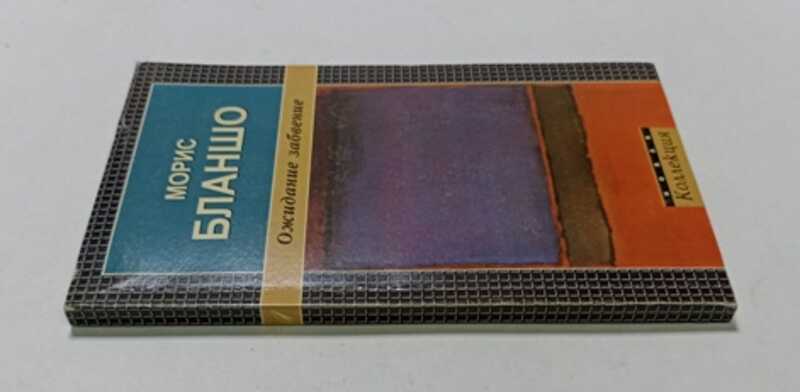 МОРИС
БЛАНШО
Ожидание забвение
Коллекция